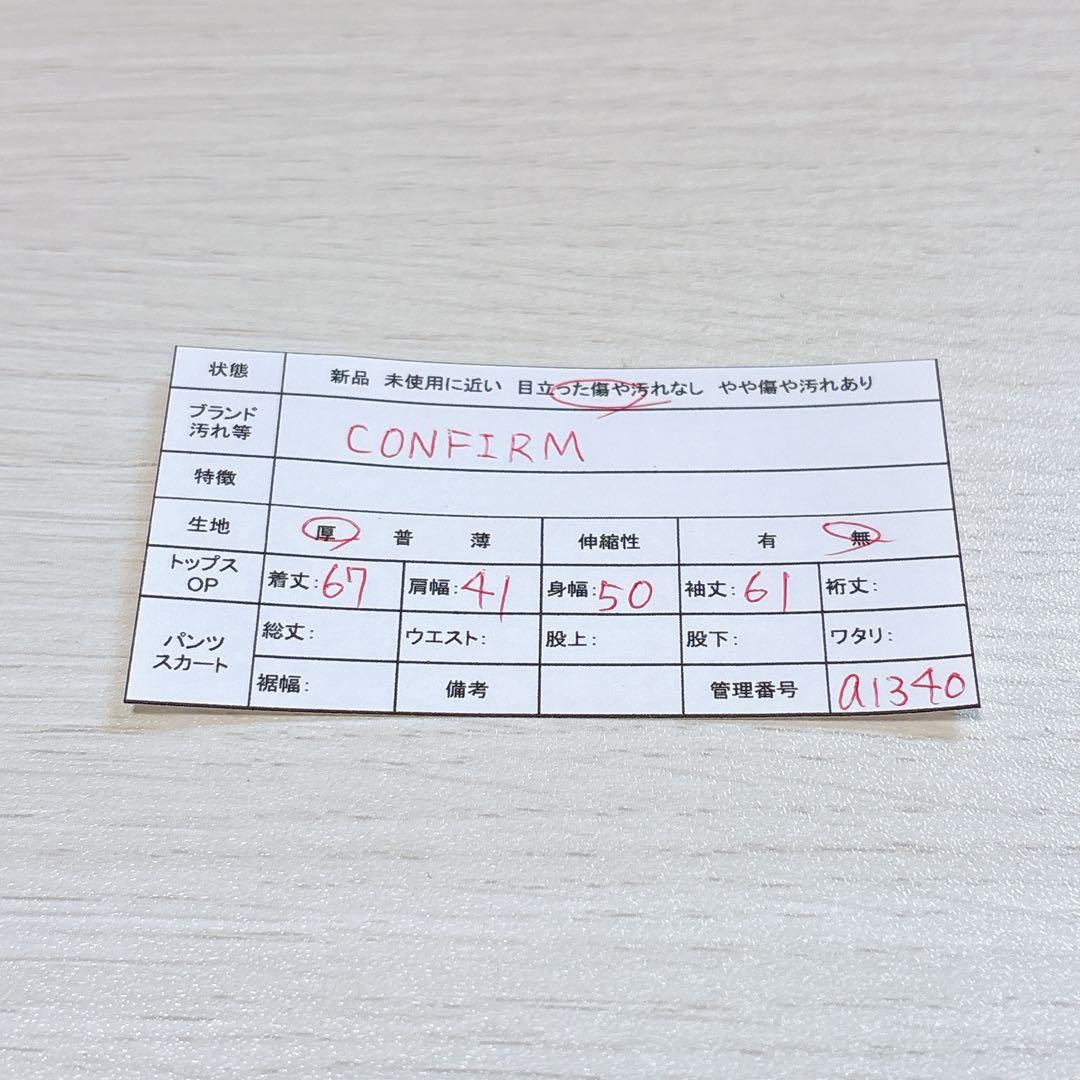 状態 新品 未使用に近い 目立った傷や汚れなし やや傷や汚れあり
ブランド
汚れ等 CONFIRM
特徴
生地 厚 普 薄 伸縮性 有 無
トップス
OP 着丈:67 肩幅:41 身幅:50 袖丈:61 裄丈:
パンツ
スカート 総丈: ウエスト: 股上: 股下: ワタリ:
裾幅: 備考 管理番号 a1340